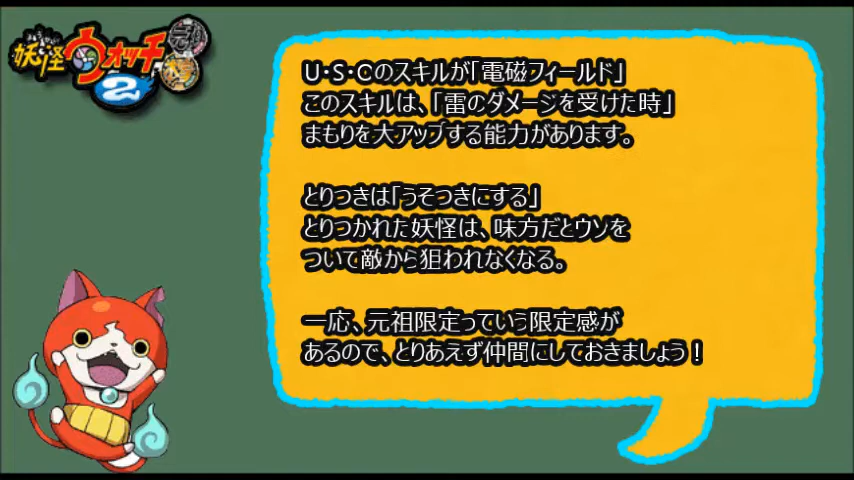 妖怪ウォッチ2
元祖
U・S・Cのスキルが「電磁フィールド」
このスキルは、「雷のダメージを受けた時」
まもりを大アップする能力があります。
とりつきは「うそつきにする」
とりつかれた妖怪は、味方だとウソを
ついて敵から狙われなくなる。
一応、元祖限定っていう限定感が
あるので、とりあえず仲間にしておきましょう！